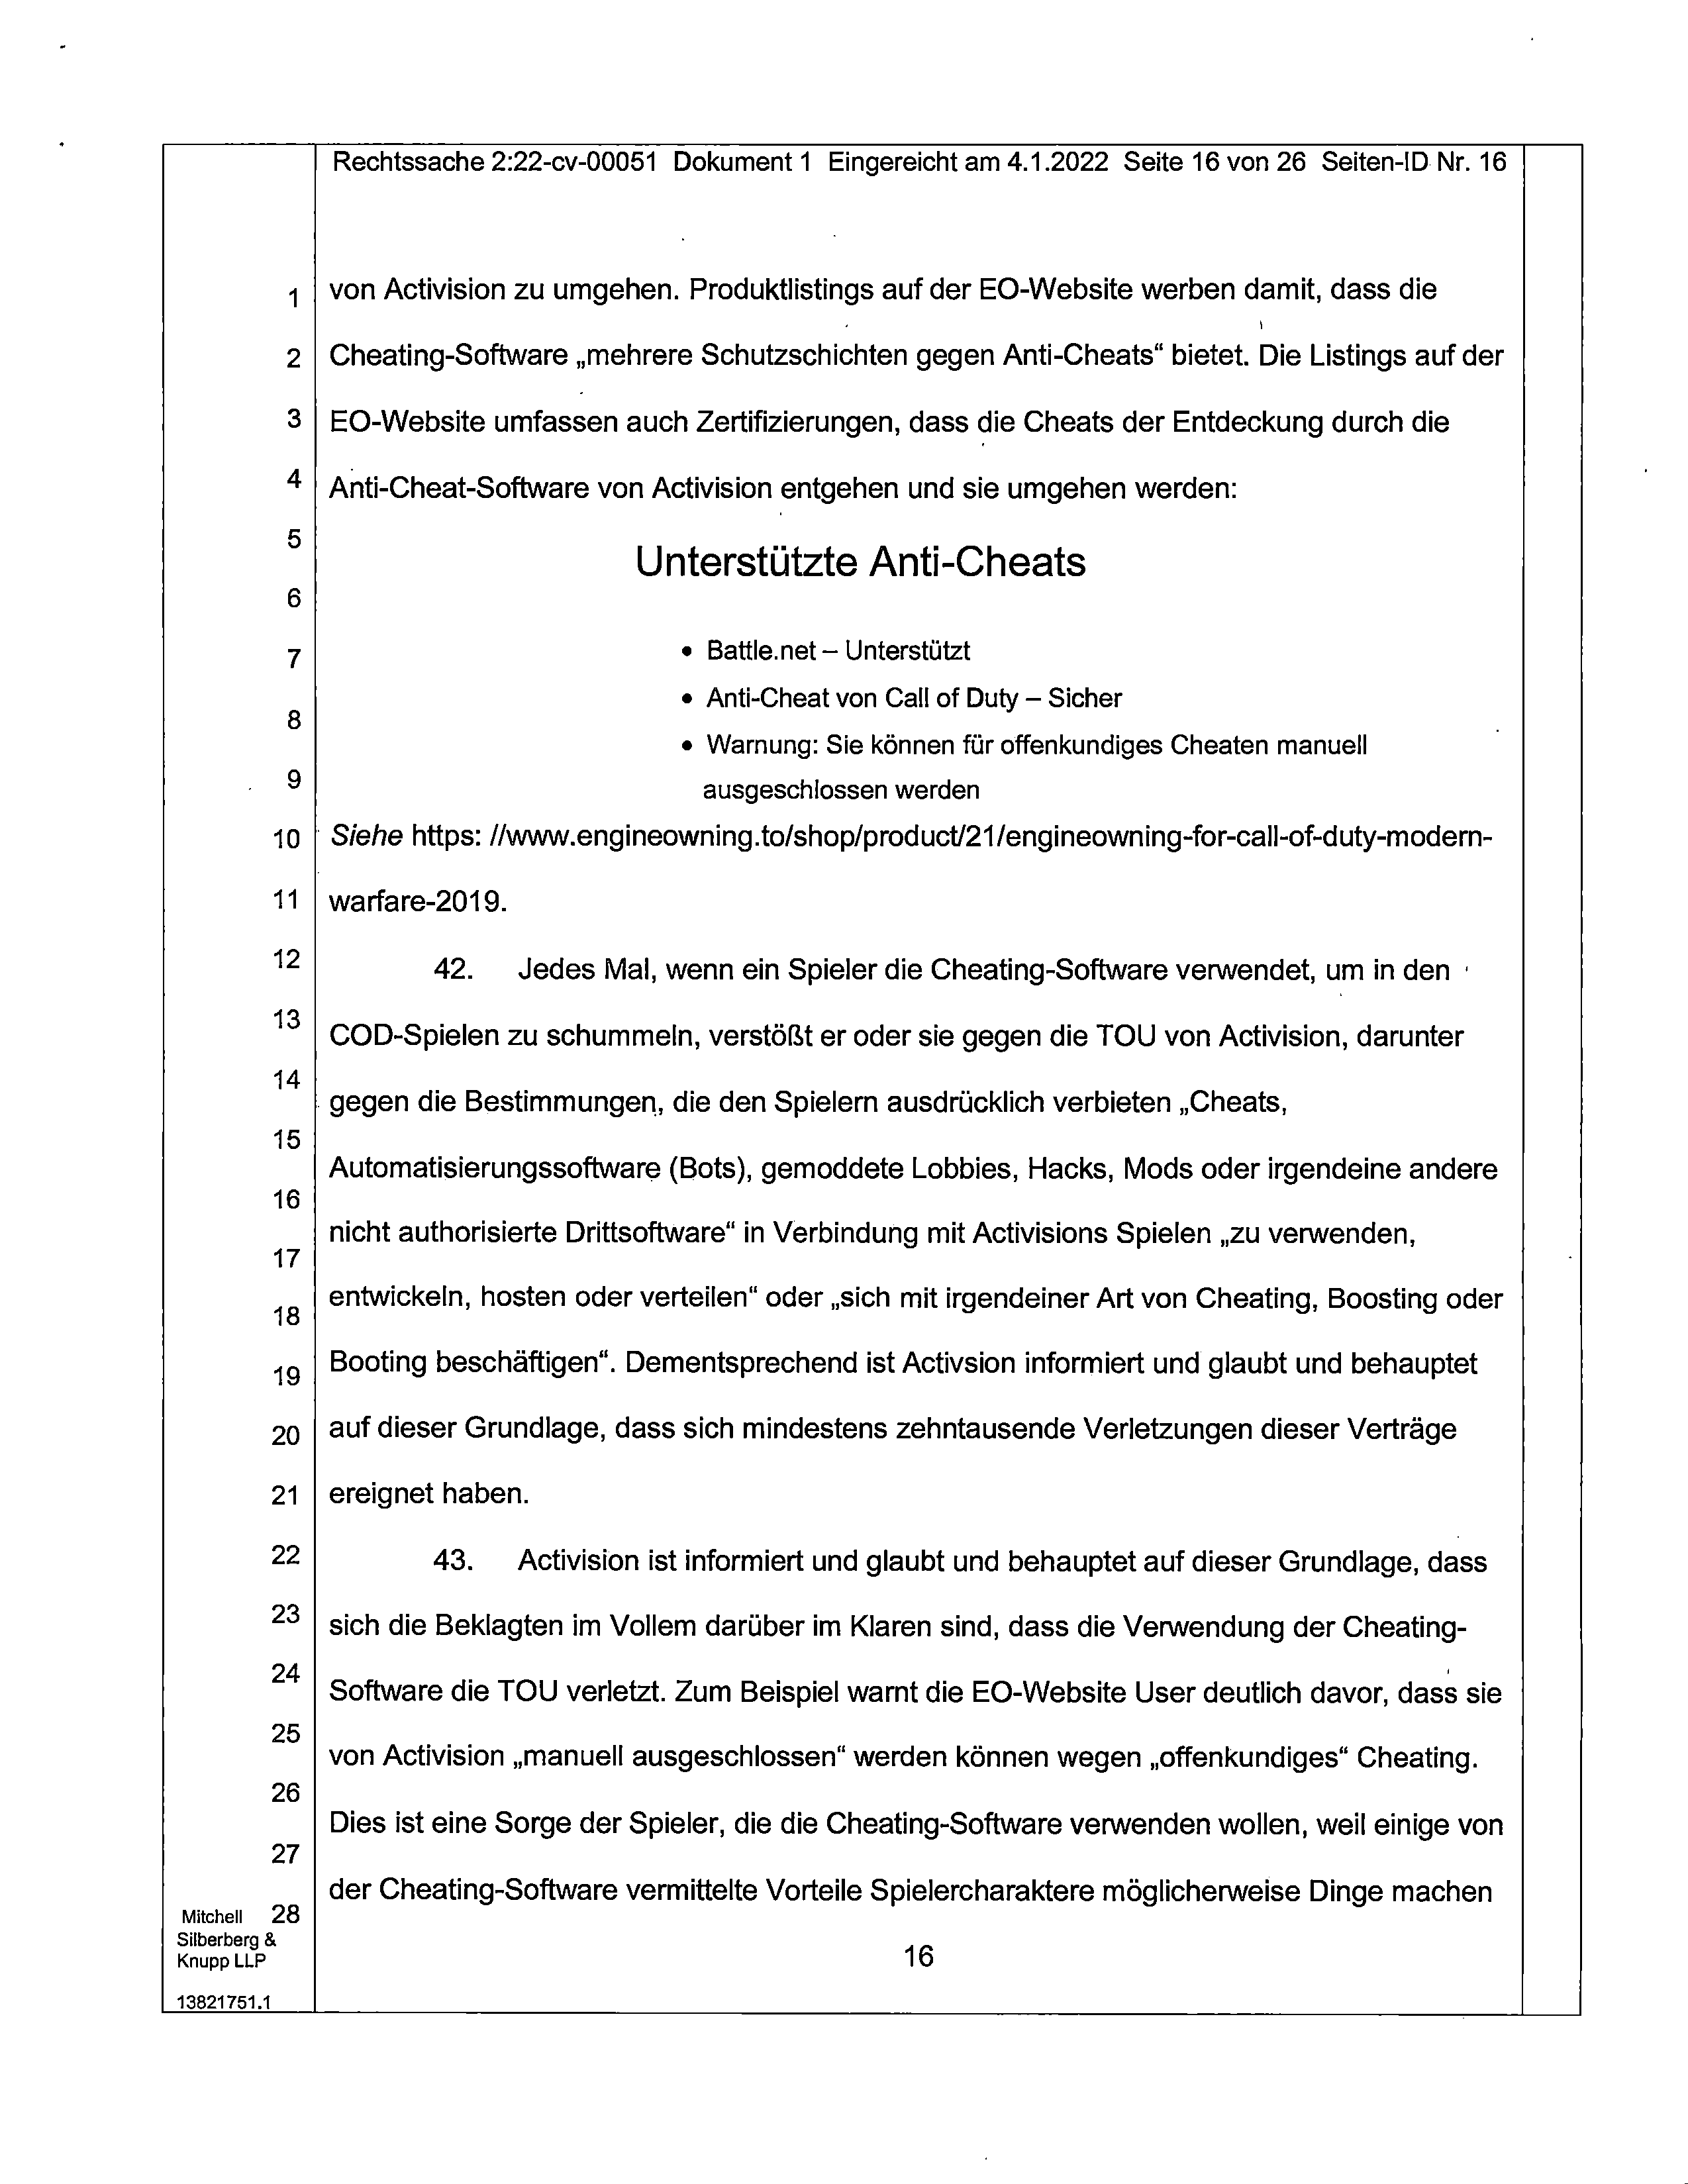 Rechtssache 2:22-cv-00051 Dokument 1 Eingereicht am 4.1.2022 Seite 16 von 26 Seiten-ID Nr. 16
1 von Activision zu umgehen. Produktlistings auf der EO-Website werben damit, dass die
2 Cheating-Software „mehrere Schutzschichten gegen Anti-Cheats“ bietet. Die Listings auf der
3 EO-Website umfassen auch Zertifizierungen, dass die Cheats der Entdeckung durch die
4 Anti-Cheat-Software von Activision entgehen und sie umgehen werden:
5
Unterstützte Anti-Cheats
6
7 • Battle.net – Unterstützt
• Anti-Cheat von Call of Duty – Sicher
8
• Warnung: Sie können für offenkundiges Cheaten manuell
9 ausgeschlossen werden
10 Siehe https: //www.engineowning.to/shop/product/21/engineowning-for-call-of-duty-modern-
11 warfare-2019.
12 42. Jedes Mal, wenn ein Spieler die Cheating-Software verwendet, um in den
13 COD-Spielen zu schummeln, verstößt er oder sie gegen die TOU von Activision, darunter
14 gegen die Bestimmungen, die den Spielern ausdrücklich verbieten „Cheats,
15 Automatisierungssoftware (Bots), gemoddete Lobbies, Hacks, Mods oder irgendeine andere
16 nicht authorisierte Drittsoftware“ in Verbindung mit Activisions Spielen „zu verwenden,
17
18 entwickeln, hosten oder verteilen“ oder „sich mit irgendeiner Art von Cheating, Boosting oder
19 Booting beschäftigen“. Dementsprechend ist Activsion informiert und glaubt und behauptet
20 auf dieser Grundlage, dass sich mindestens zehntausende Verletzungen dieser Verträge
21 ereignet haben.
22 43. Activision ist informiert und glaubt und behauptet auf dieser Grundlage, dass
23 sich die Beklagten im Vollem darüber im Klaren sind, dass die Verwendung der Cheating-
24 Software die TOU verletzt. Zum Beispiel warnt die EO-Website User deutlich davor, dass sie
25 von Activision „manuell ausgeschlossen“ werden können wegen „offenkundiges“ Cheating.
26 Dies ist eine Sorge der Spieler, die die Cheating-Software verwenden wollen, weil einige von
27 der Cheating-Software vermittelte Vorteile Spielercharaktere möglicherweise Dinge machen
Mitchell 28
Silberberg &
Knupp LLP
16
13821751.1